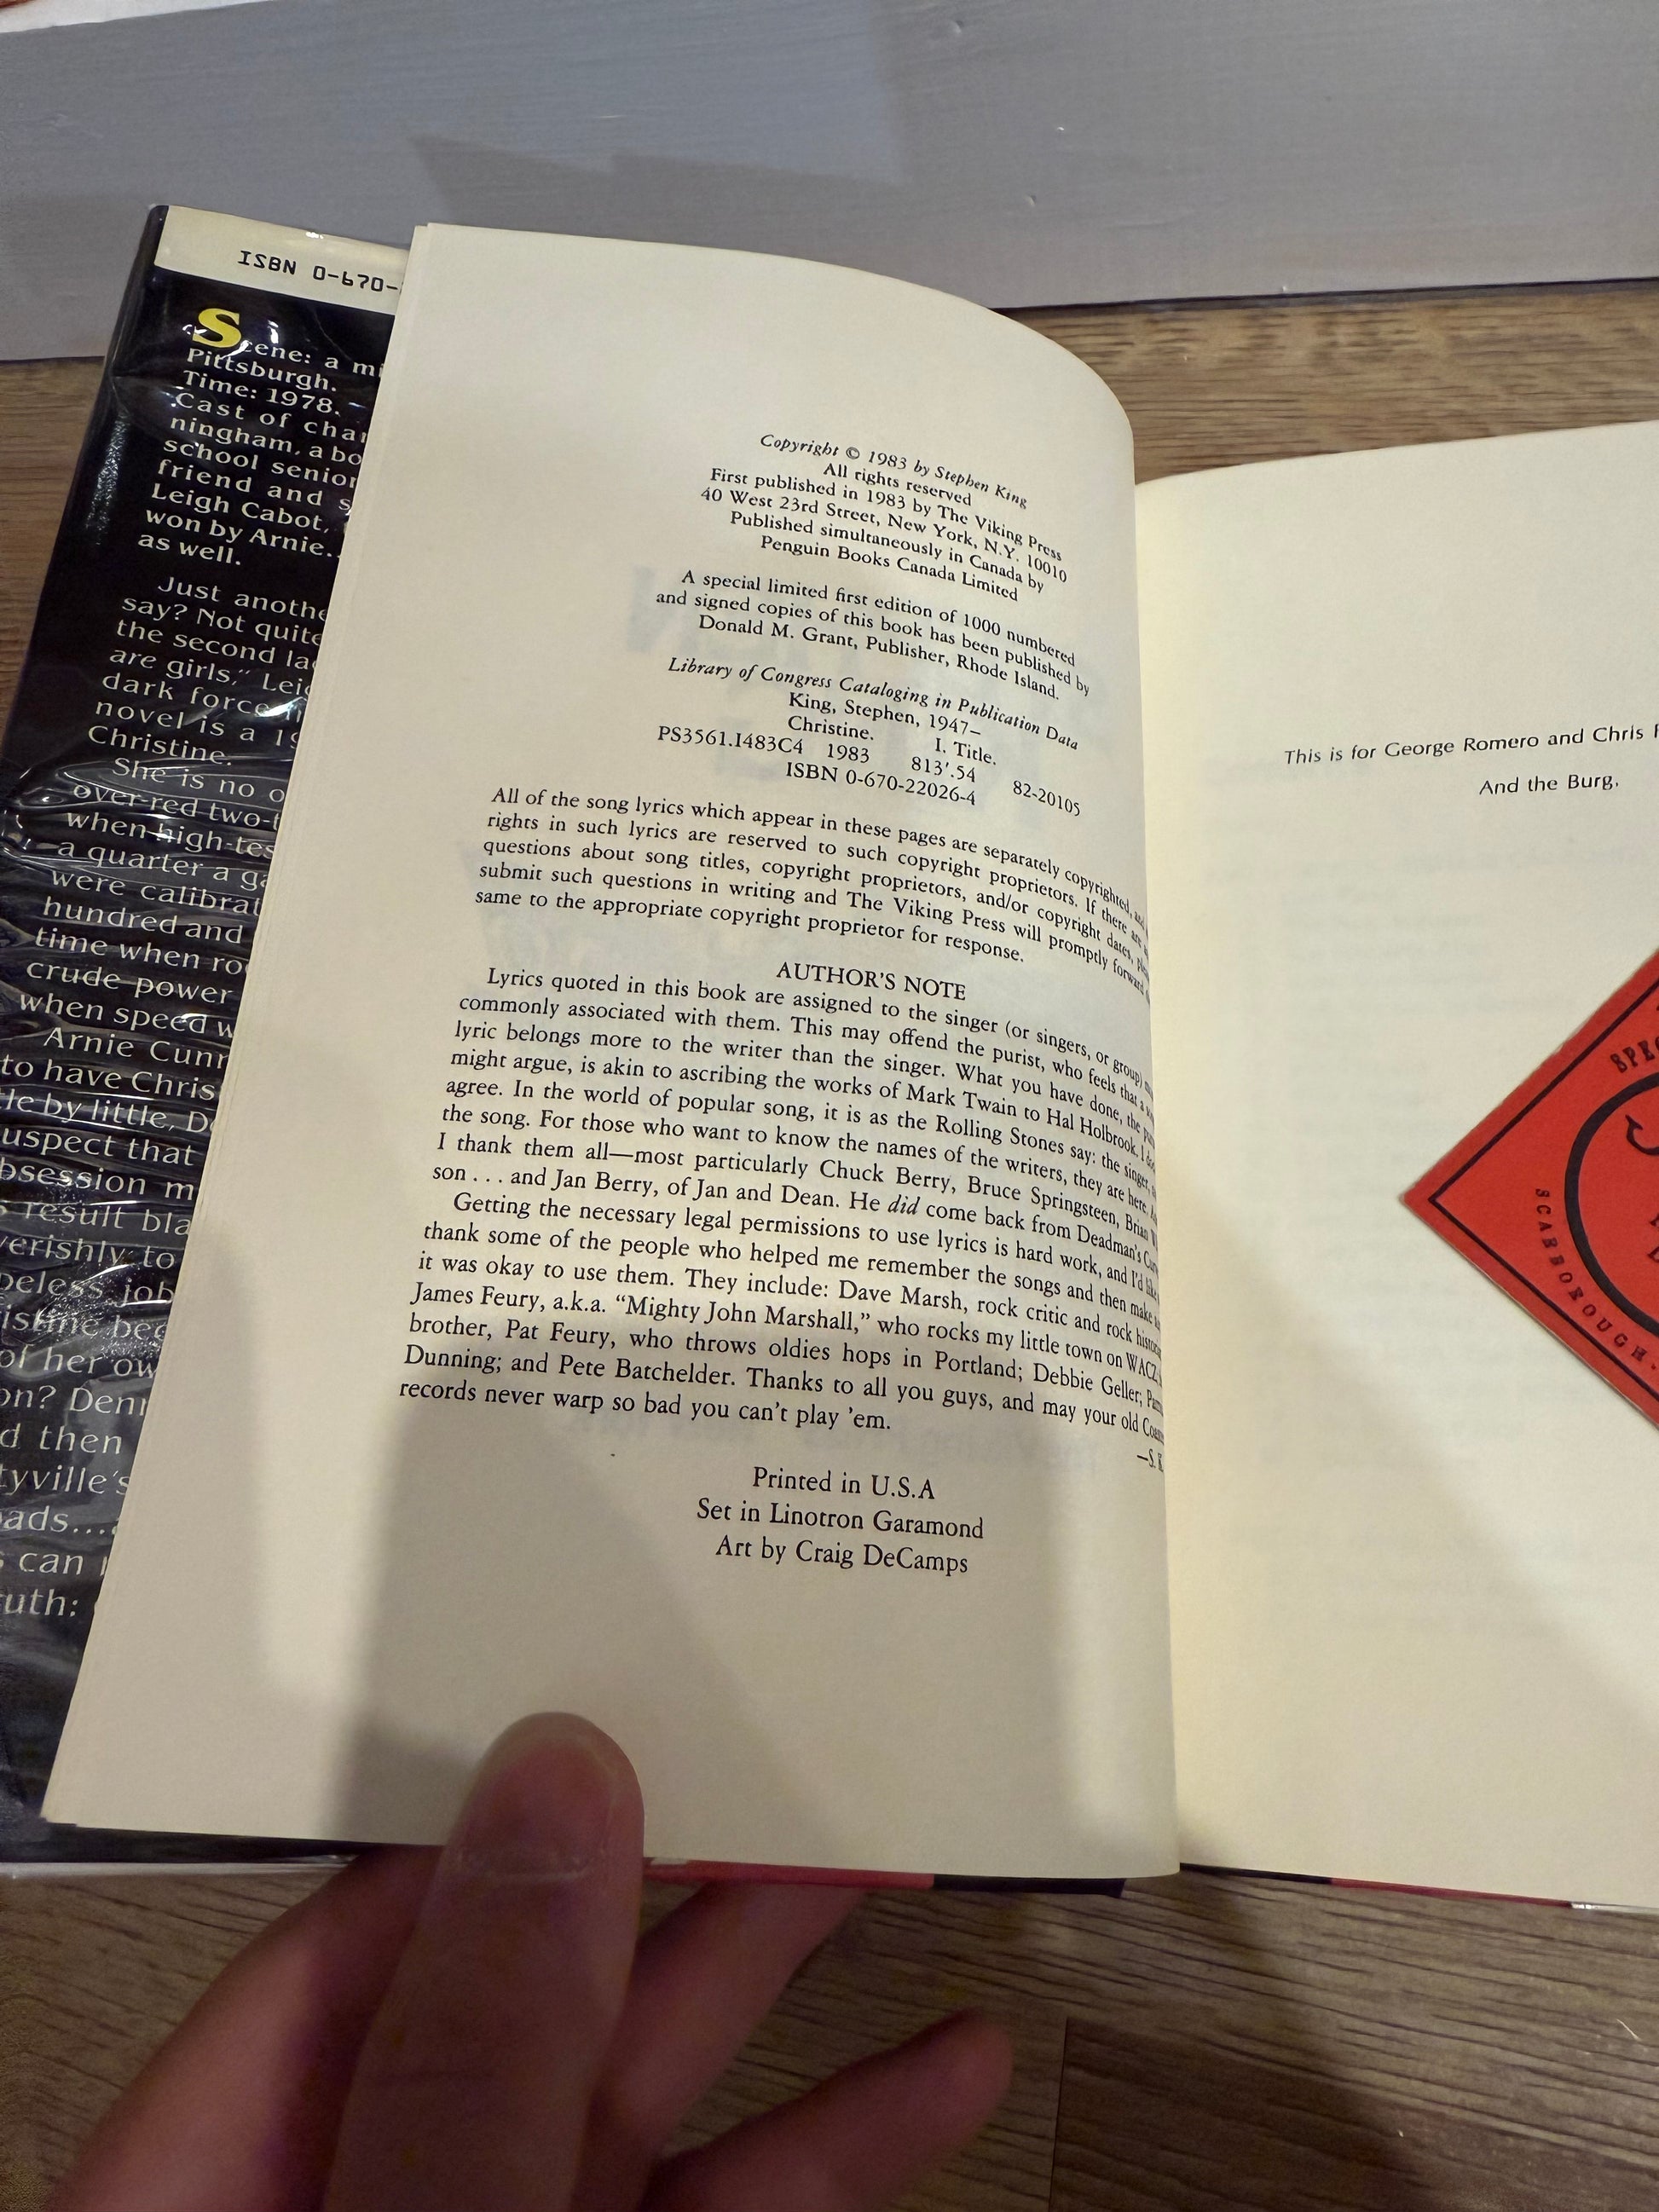 ISBN 0-670-
Scene: a mi
Pittsburgh.
Time: 1978.
Cast of char
ningham, a bo
school senior
friend and s
Leigh Cabot,
won by Arnie..
as well.
Just anothe
say? Not quite
the second la
are girls," Leig
dark force
novel is a 19
Christine.
She is no o
over-red two-t
when high-tes
a quarter a ga
were calibrat
hundred and
time when ro
crude power
when speed w
Arnie Cunn
to have Chris
tle by little, De
uspect that
bsession m
s result bla
verishly to
peless job
istine bec
of her ow
on? Denn
d then
tyville's
oads...
s can
uth:
Copyright © 1983 by Stephen King
All rights reserved
First published in 1983 by The Viking Press
40 West 23rd Street, New York, N.Y. 10010
Published simultaneously in Canada by
Penguin Books Canada Limited
A special limited first edition of 1000 numbered
and signed copies of this book has been published by
Donald M. Grant, Publisher, Rhode Island.
Library of Congress Cataloging in Publication Data
King, Stephen, 1947–
Christine. I. Title.
PS3561.I483C4 1983 813'.54 82-20105
ISBN 0-670-22026-4
All of the song lyrics which appear in these pages are separately copyrighted, and
rights in such lyrics are reserved to such copyright proprietors. If there are
questions about song titles, copyright proprietors, and/or copyright dates,
submit such questions in writing and The Viking Press will promptly forward
same to the appropriate copyright proprietor for response.
AUTHOR'S NOTE
Lyrics quoted in this book are assigned to the singer (or singers, or group)
commonly associated with them. This may offend the purist, who feels that a
lyric belongs more to the writer than the singer. What you have done, the
might argue, is akin to ascribing the works of Mark Twain to Hal Holbrook. I
agree. In the world of popular song, it is as the Rolling Stones say: the singer,
the song. For those who want to know the names of the writers, they are here.
I thank them all—most particularly Chuck Berry, Bruce Springsteen, Brian W
son . . . and Jan Berry, of Jan and Dean. He did come back from Deadman's
Getting the necessary legal permissions to use lyrics is hard work, and I'd
thank some of the people who helped me remember the songs and then make
it was okay to use them. They include: Dave Marsh, rock critic and rock
James Feury, a.k.a. "Mighty John Marshall," who rocks my little town on WACZ;
brother, Pat Feury, who throws oldies hops in Portland; Debbie Geller;
Dunning; and Pete Batchelder. Thanks to all you guys, and may your old
records never warp so bad you can't play 'em.
—S. K
Printed in U.S.A
Set in Linotron Garamond
Art by Craig DeCamps
This is for George Romero and Chris
And the Burg.
SPE
SCARBOROUGH